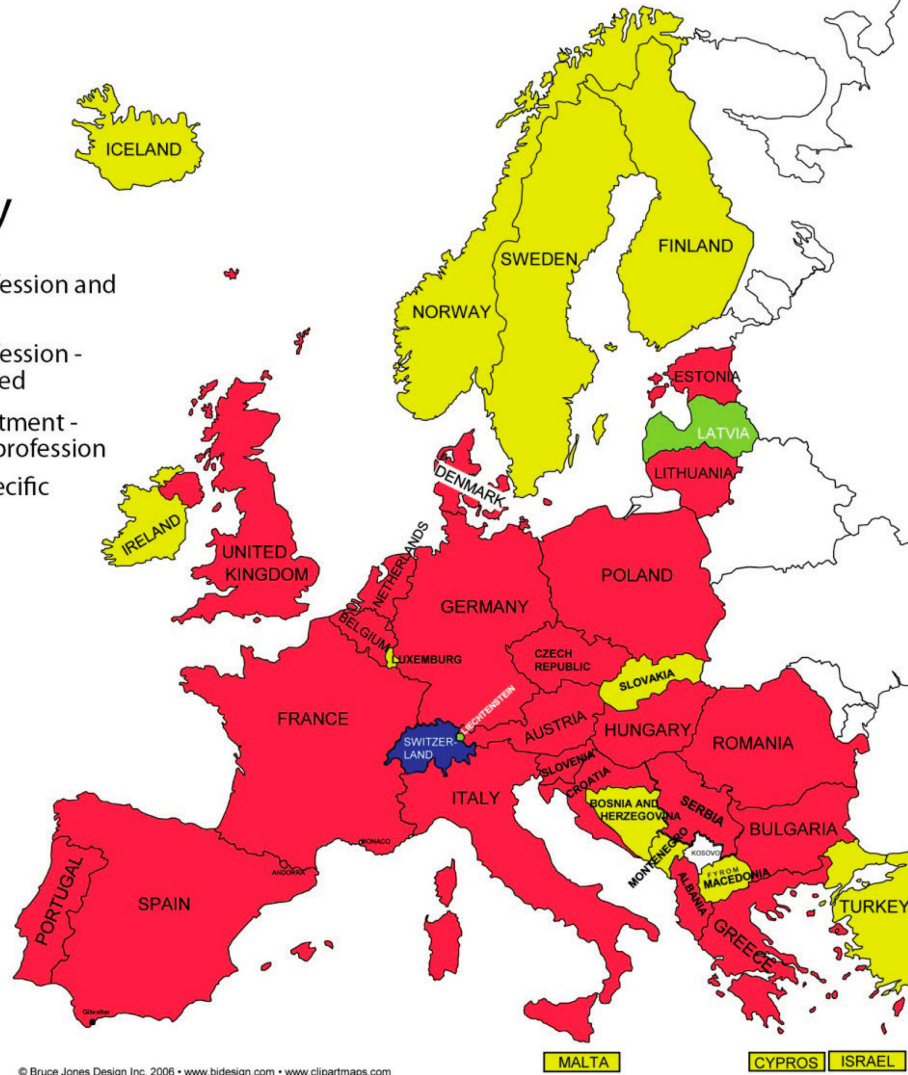 ICELAND
y
ession and
ession -
ed
tment -
profession
ecific
NORWAY
SWEDEN
FINLAND
ESTONIA
LATVIA
LITHUANIA
DENMARK
IRELAND
UNITED
KINGDOM
NETHERLANDS
BELGIUM
LUXEMBURG
GERMANY
POLAND
CZECH
REPUBLIC
SLOVAKIA
FRANCE
LIECHTENSTEIN
SWITZER-
LAND
AUSTRIA
HUNGARY
ROMANIA
SLOVENIA
CROATIA
ITALY
BOSNIA AND
HERZEGOVINA
SERBIA
BULGARIA
MONTENEGRO
KOSOVO
FYROM
MACEDONIA
ALBANIA
GREECE
TURKEY
MONACO
ANDORRA
PORTUGAL
SPAIN
Gibraltar
MALTA
CYPROS
ISRAEL
© Bruce Jones Design Inc. 2006 • www.bjdesign.com • www.clipartmaps.com